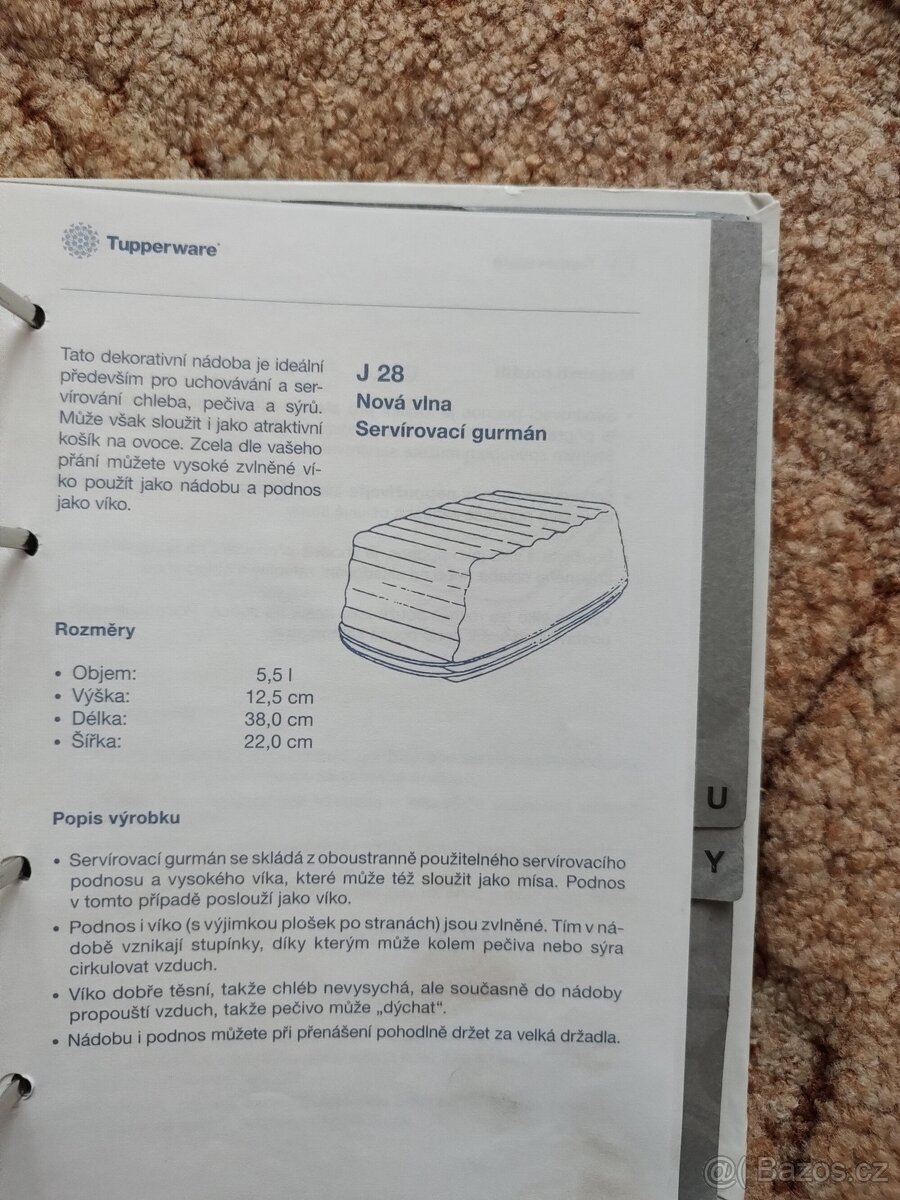 Tupperware
Tato dekorativní nádoba je ideální
především pro uchovávání a ser-
vírování chleba, pečiva a sýrů.
Může však sloužit i jako atraktivní
košík na ovoce. Zcela dle vašeho
přání můžete vysoké zvlněné ví-
ko použít jako nádobu a podnos
jako víko.
J 28
Nová vlna
Servírovací gurmán
Rozměry
• Objem: 5,5 l
• Výška: 12,5 cm
• Délka: 38,0 cm
• Šířka: 22,0 cm
Popis výrobku
• Servírovací gurmán se skládá z oboustranně použitelného servírovacího
podnosu a vysokého víka, které může též sloužit jako mísa. Podnos
v tomto případě poslouží jako víko.
• Podnos i víko (s výjimkou plošek po stranách) jsou zvlněné. Tím v ná-
době vznikají stupínky, díky kterým může kolem pečiva nebo sýra
cirkulovat vzduch.
• Víko dobře těsní, takže chléb nevysychá, ale současně do nádoby
propouští vzduch, takže pečivo může „dýchat“.
• Nádobu i podnos můžete při přenášení pohodlně držet za velká držadla.
U
Y
@( Bazos.cz